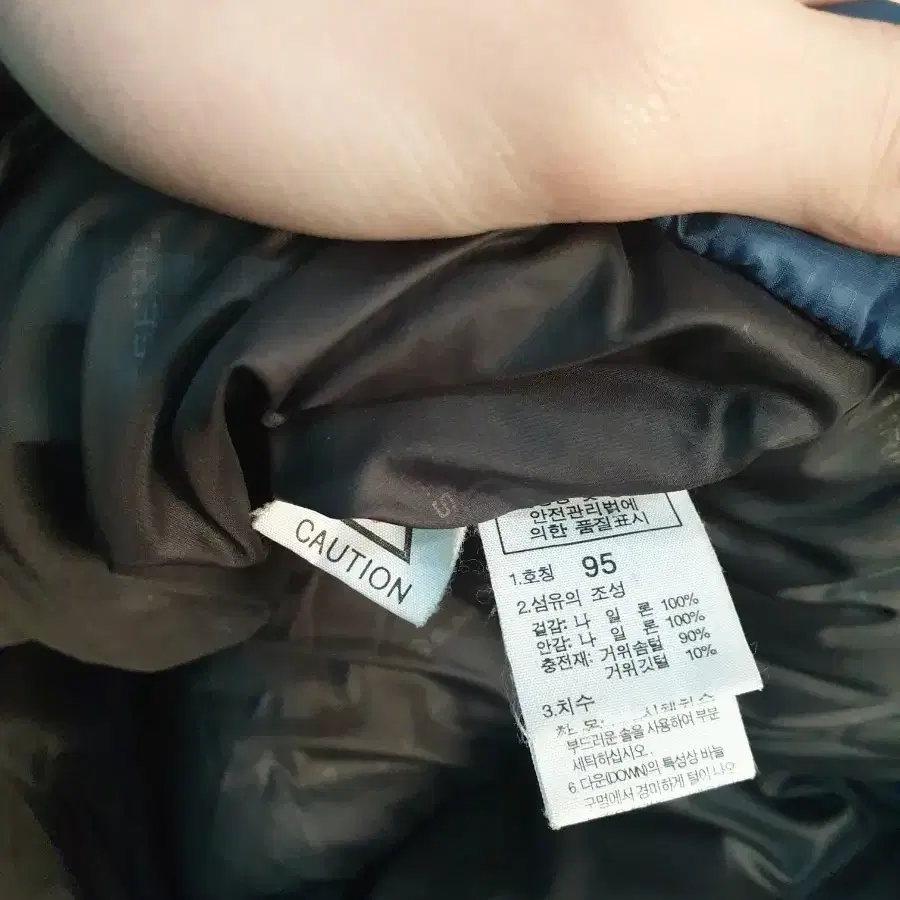 CAUTION
안전관리법에
의한 품질표시
1.호칭 95
2.섬유의 조성
겉감: 나 일 론 100%
안감: 나 일 론 100%
충전재: 거위솜털 90%
거위깃털 10%
3.치수
부드러운 솔을 사용하여 부분
세탁하십시오.
6.다운(DOWN)의 특성상 바늘
구멍에서 경미하게 털이 나오